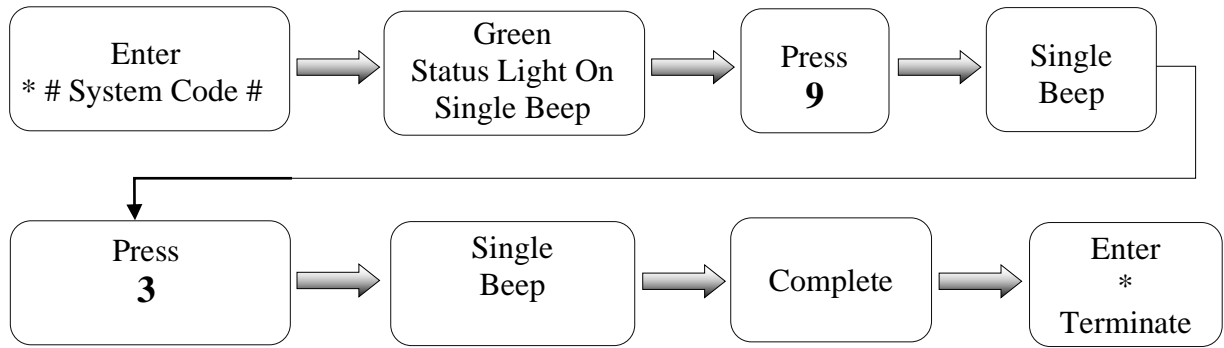 Enter
* # System Code #
Green
Status Light On
Single Beep
Press
9
Single
Beep
Press
3
Single
Beep
Complete
Enter
*
Terminate